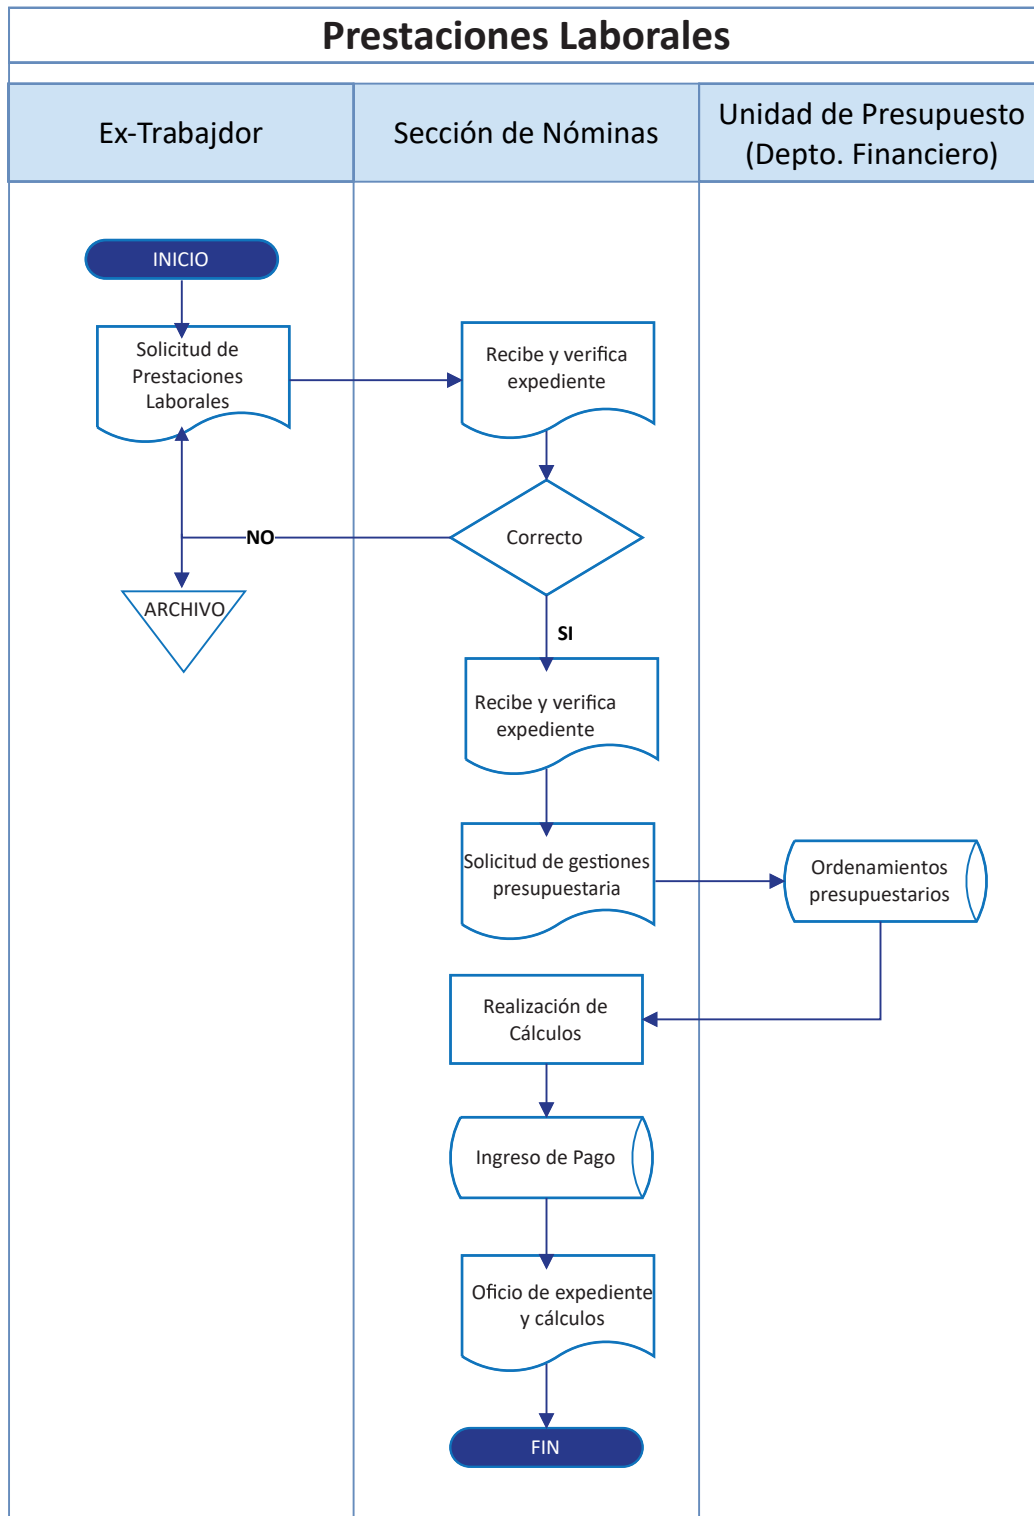 Prestaciones Laborales
Ex-Trabajdor
Sección de Nóminas
Unidad de Presupuesto
(Depto. Financiero)
INICIO
Solicitud de
Prestaciones
Laborales
Recibe y verifica
expediente
Correcto
NO
ARCHIVO
SI
Recibe y verifica
expediente
Solicitud de gestiones
presupuestaria
Ordenamientos
presupuestarios
Realización de
Cálculos
Ingreso de Pago
Oficio de expediente
y cálculos
FIN